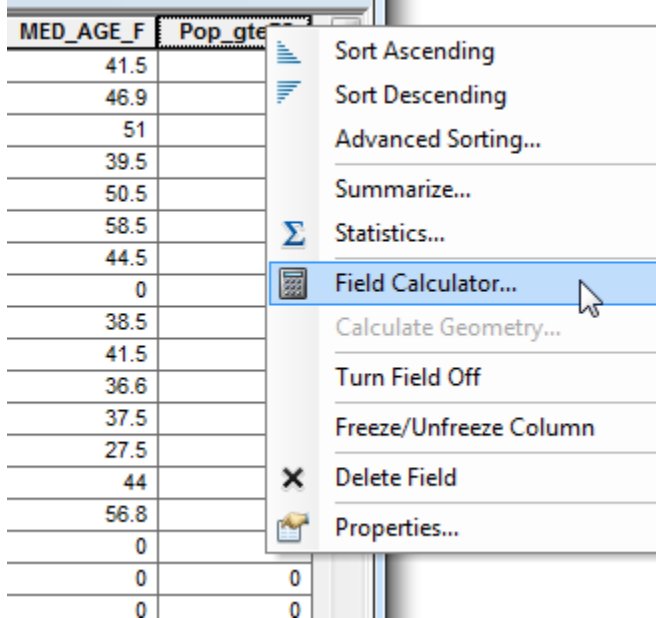 MED_AGE_F Pop_gte
41.5
46.9
51
39.5
50.5
58.5
44.5
0
38.5
41.5
36.6
37.5
27.5
44
56.8
0
0 0
0 0
Sort Ascending
Sort Descending
Advanced Sorting...
Summarize...
Statistics...
Field Calculator...
Calculate Geometry...
Turn Field Off
Freeze/Unfreeze Column
Delete Field
Properties...